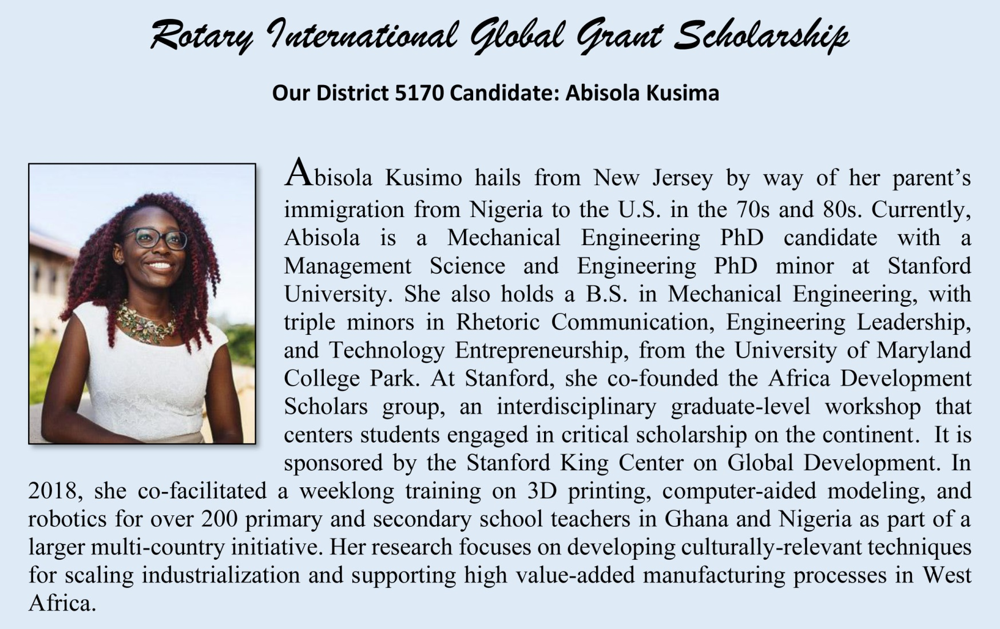 Rotary International Global Grant Scholarship
Our District 5170 Candidate: Abisola Kusima
Abisola Kusimo hails from New Jersey by way of her parent’s
immigration from Nigeria to the U.S. in the 70s and 80s. Currently,
Abisola is a Mechanical Engineering PhD candidate with a
Management Science and Engineering PhD minor at Stanford
University. She also holds a B.S. in Mechanical Engineering, with
triple minors in Rhetoric Communication, Engineering Leadership,
and Technology Entrepreneurship, from the University of Maryland
College Park. At Stanford, she co-founded the Africa Development
Scholars group, an interdisciplinary graduate-level workshop that
centers students engaged in critical scholarship on the continent.  It is
sponsored by the Stanford King Center on Global Development. In
2018, she co-facilitated a weeklong training on 3D printing, computer-aided modeling, and
robotics for over 200 primary and secondary school teachers in Ghana and Nigeria as part of a
larger multi-country initiative. Her research focuses on developing culturally-relevant techniques
for scaling industrialization and supporting high value-added manufacturing processes in West
Africa.